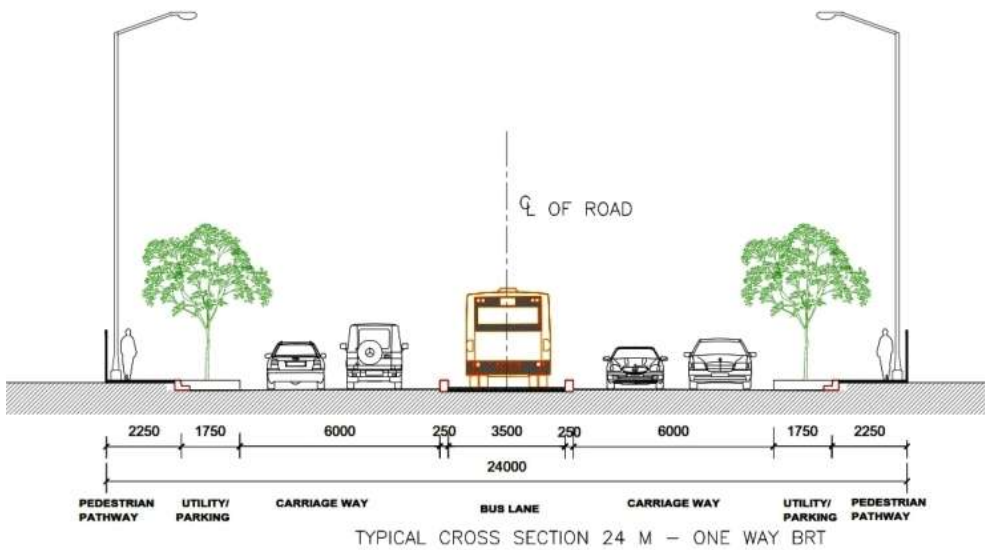 ℄ OF ROAD
2250 1750 6000 250 3500 250 6000 1750 2250
24000
PEDESTRIAN PATHWAY
UTILITY/ PARKING
CARRIAGE WAY
BUS LANE
CARRIAGE WAY
UTILITY/ PARKING
PEDESTRIAN PATHWAY
TYPICAL CROSS SECTION 24 M – ONE WAY BRT